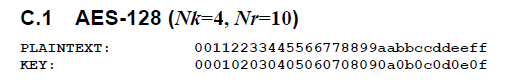 C.1 AES-128 (Nk=4, Nr=10)
PLAINTEXT: 00112233445566778899aabbccddeeff
KEY: 000102030405060708090a0b0c0d0e0f